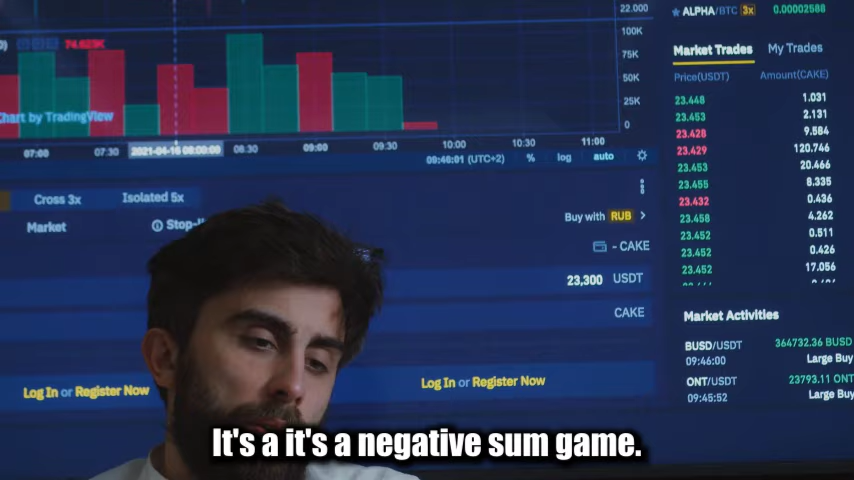 22.000
ALPHA/BTC 3x 0.00002588
74.623K
100K
75K
50K
25K
0
Chart by TradingView
07:00 07:30 2021-04-16 08:00:00 08:30 09:00 09:30 10:00 10:30 11:00
09:46:01 (UTC+2) % log auto
Market Trades My Trades
Price(USDT) Amount(CAKE)
23.448 1.031
23.453 2.131
23.428 9.584
23.429 120.746
23.453 20.466
23.455 8.335
23.432 0.436
23.458 4.262
23.452 0.511
23.452 0.426
23.452 17.056
Cross 3x Isolated 5x
Market Stop-li
Buy with RUB >
- CAKE
23,300 USDT
CAKE
Log In or Register Now
Log In or Register Now
Market Activities
BUSD/USDT 364732.36 BUSD
09:46:00 Large Buy
ONT/USDT 23793.11 ONT
09:45:52 Large Buy
It's a it's a negative sum game.